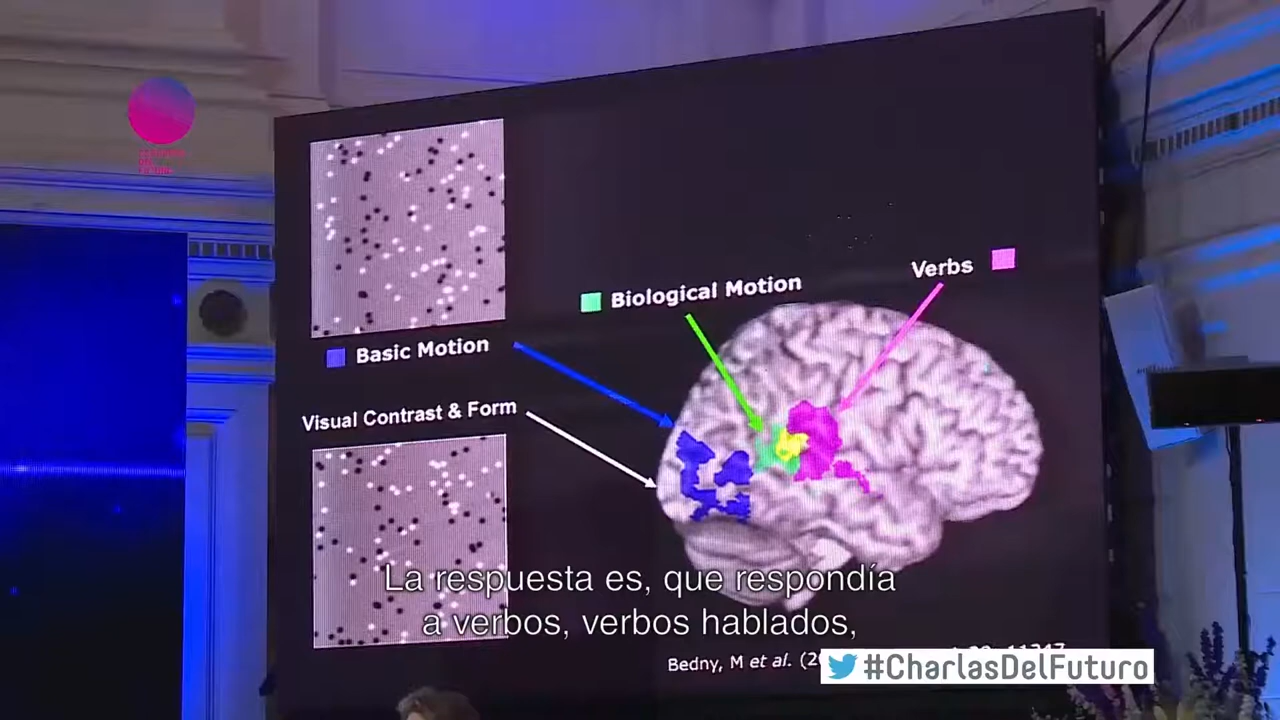 Verbs
Biological Motion
Basic Motion
Visual Contrast & Form
La respuesta es, que respondía
a verbos, verbos hablados,
Bedny, M et al. (20
#CharlasDelFuturo